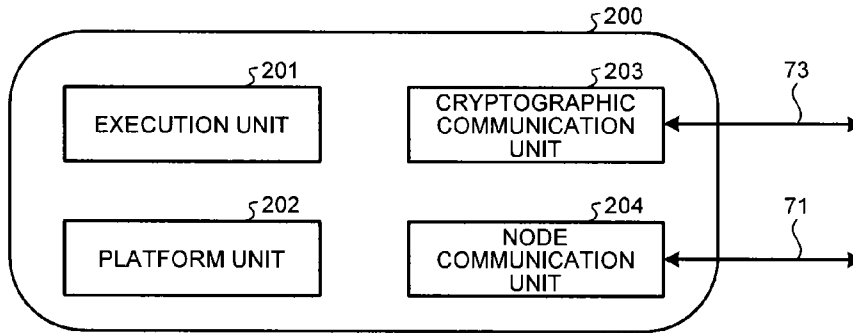 200
201
203
73
EXECUTION UNIT
CRYPTOGRAPHIC
COMMUNICATION
UNIT
202
204
71
PLATFORM UNIT
NODE
COMMUNICATION
UNIT